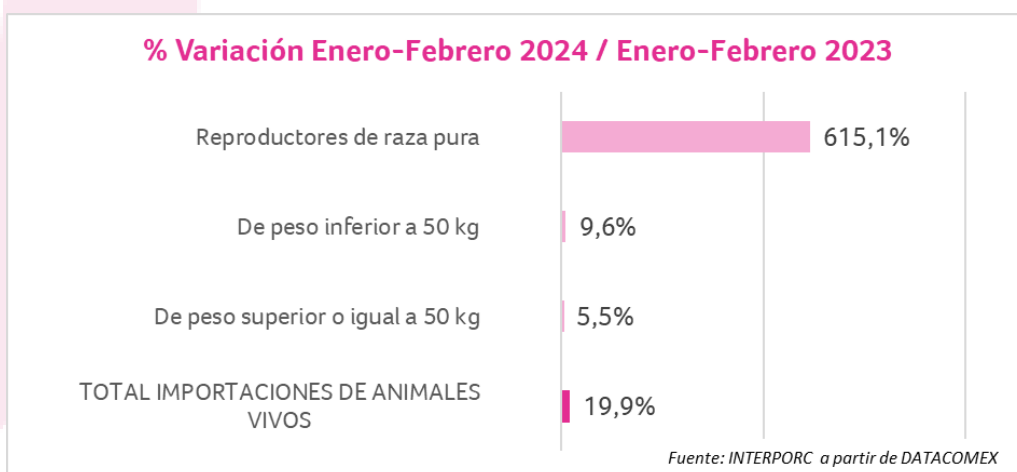 % Variación Enero-Febrero 2024 / Enero-Febrero 2023
Reproductores de raza pura
615,1%
De peso inferior a 50 kg
9,6%
De peso superior o igual a 50 kg
5,5%
TOTAL IMPORTACIONES DE ANIMALES
VIVOS
19,9%
Fuente: INTERPORC a partir de DATACOMEX